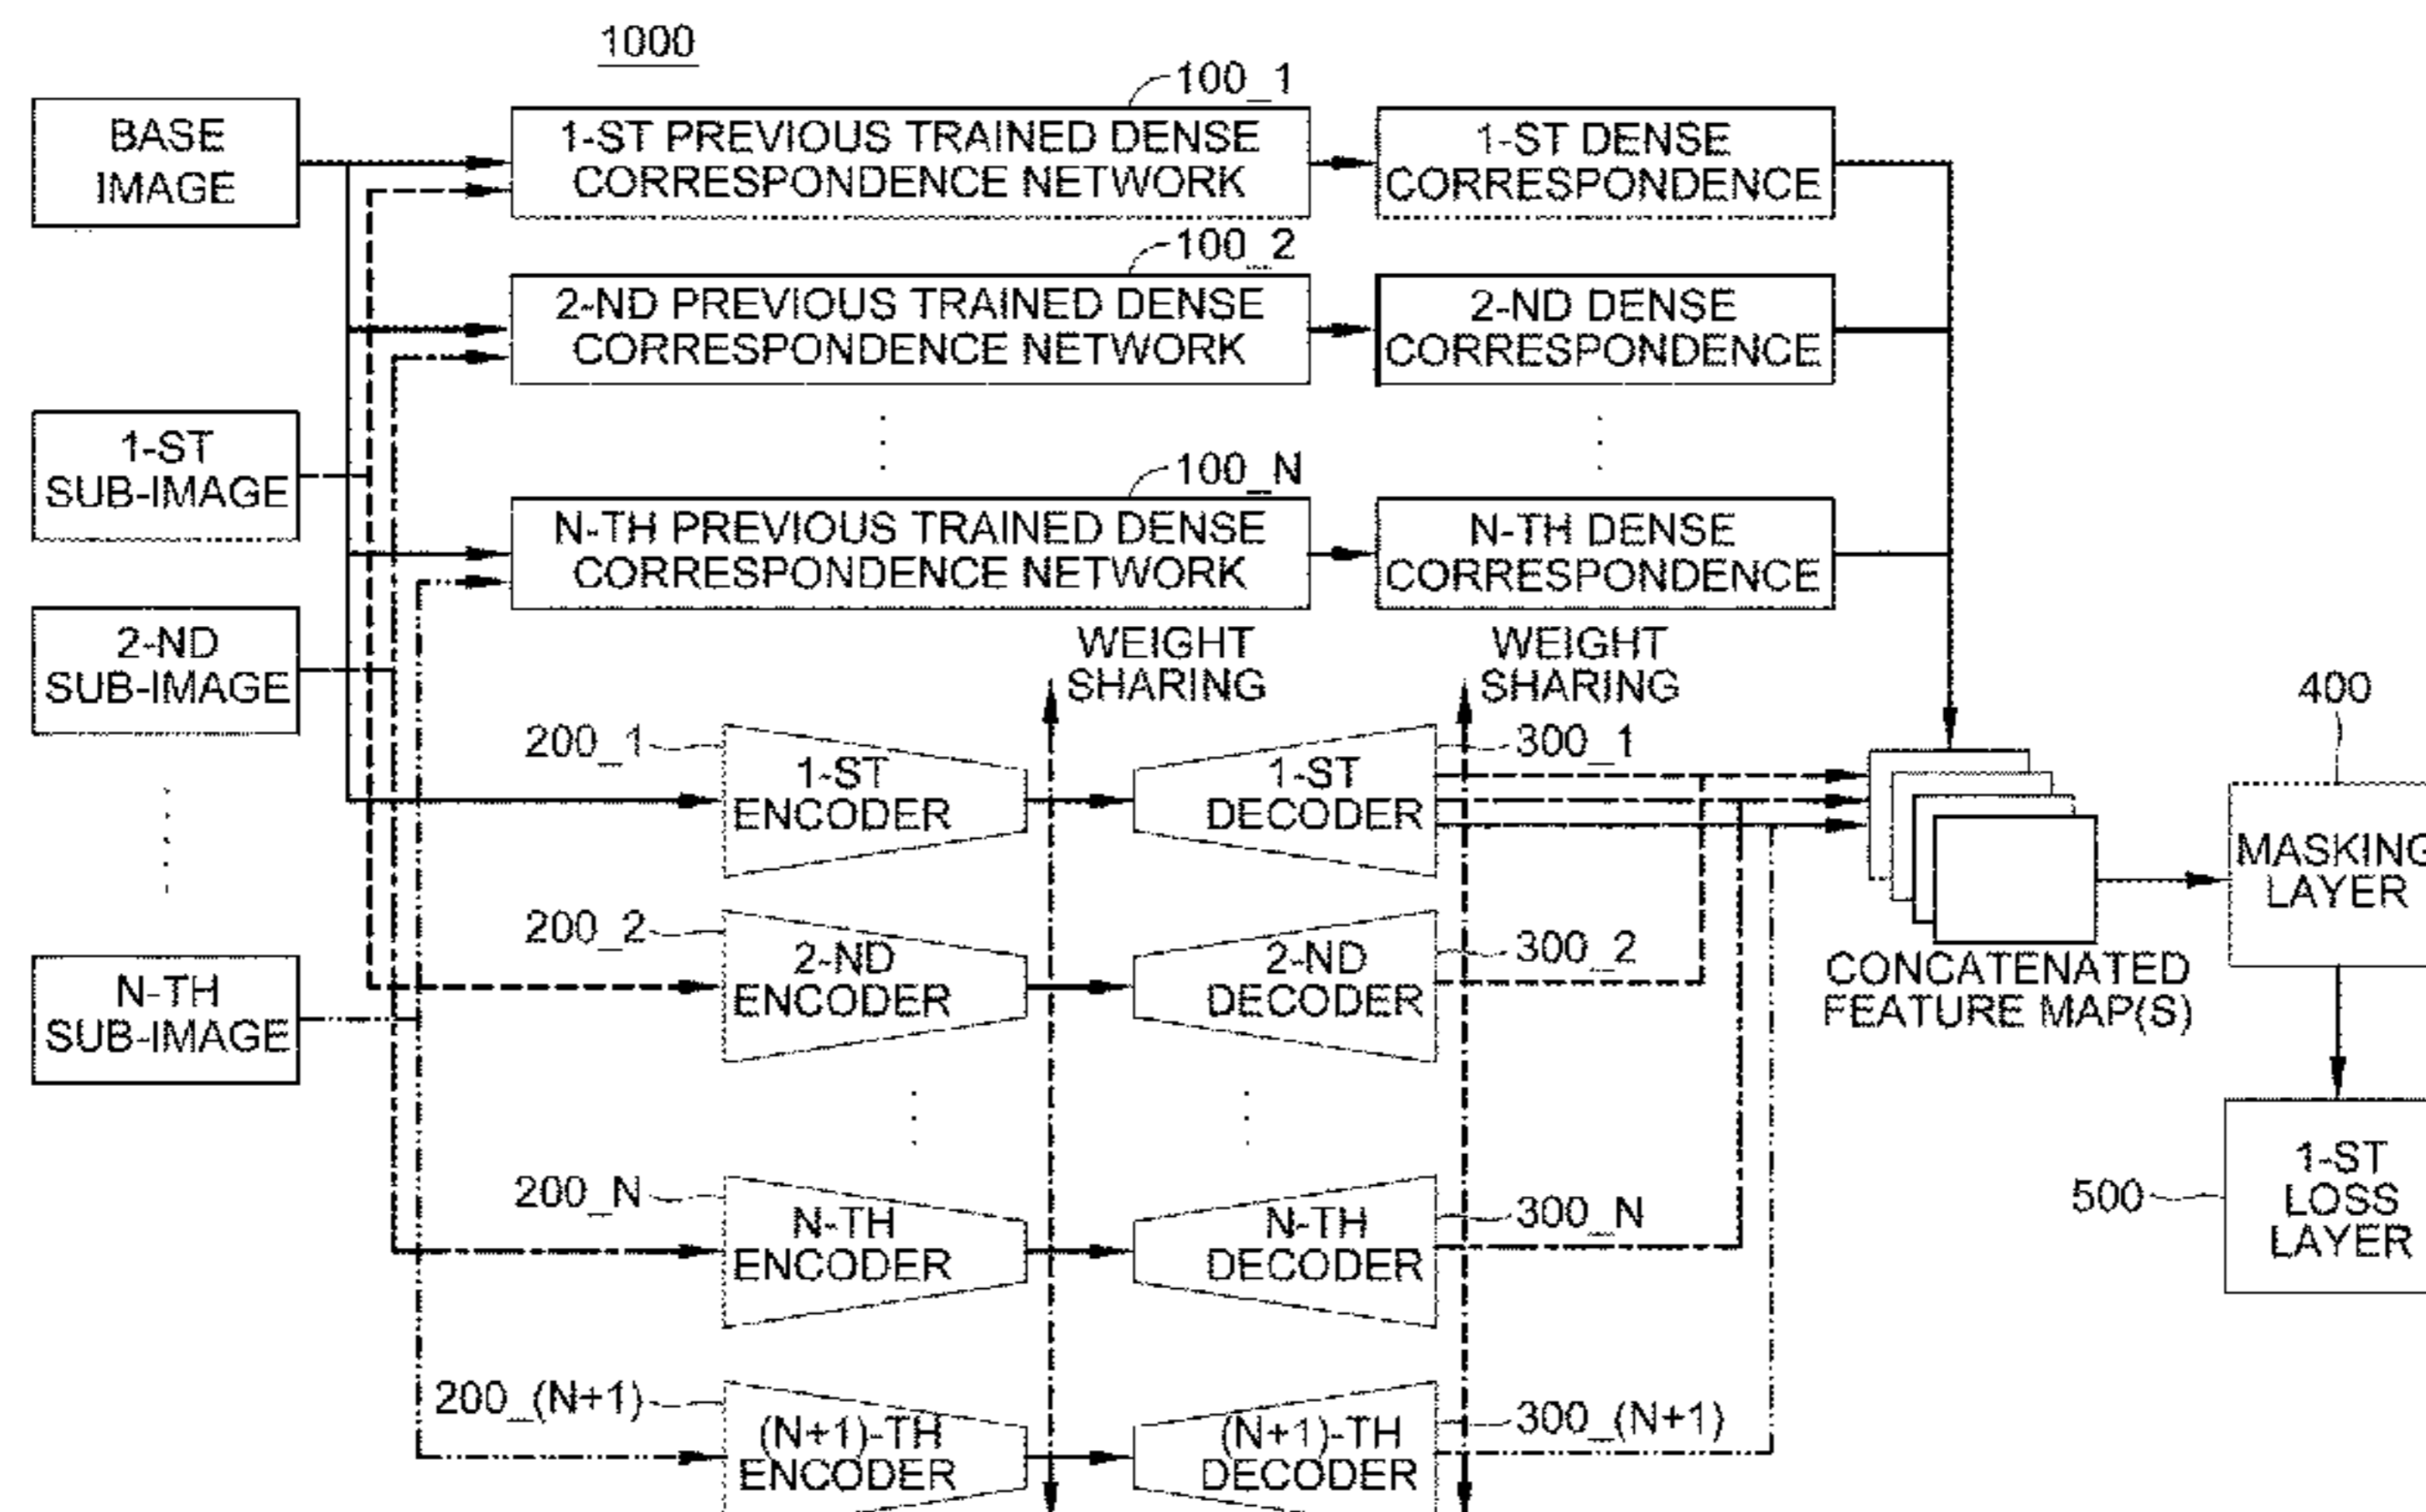 1000
100_1
BASE
IMAGE
1-ST PREVIOUS TRAINED DENSE
CORRESPONDENCE NETWORK
1-ST DENSE
CORRESPONDENCE
100_2
2-ND PREVIOUS TRAINED DENSE
CORRESPONDENCE NETWORK
2-ND DENSE
CORRESPONDENCE
1-ST
SUB-IMAGE
100_N
N-TH PREVIOUS TRAINED DENSE
CORRESPONDENCE NETWORK
N-TH DENSE
CORRESPONDENCE
2-ND
SUB-IMAGE
WEIGHT
SHARING
WEIGHT
SHARING
400
200_1
1-ST
ENCODER
1-ST
DECODER
300_1
MASKING
LAYER
200_2
2-ND
ENCODER
2-ND
DECODER
300_2
CONCATENATED
FEATURE MAP(S)
N-TH
SUB-IMAGE
200_N
N-TH
ENCODER
N-TH
DECODER
300_N
500
1-ST
LOSS
LAYER
200_(N+1)
(N+1)-TH
ENCODER
(N+1)-TH
DECODER
300_(N+1)